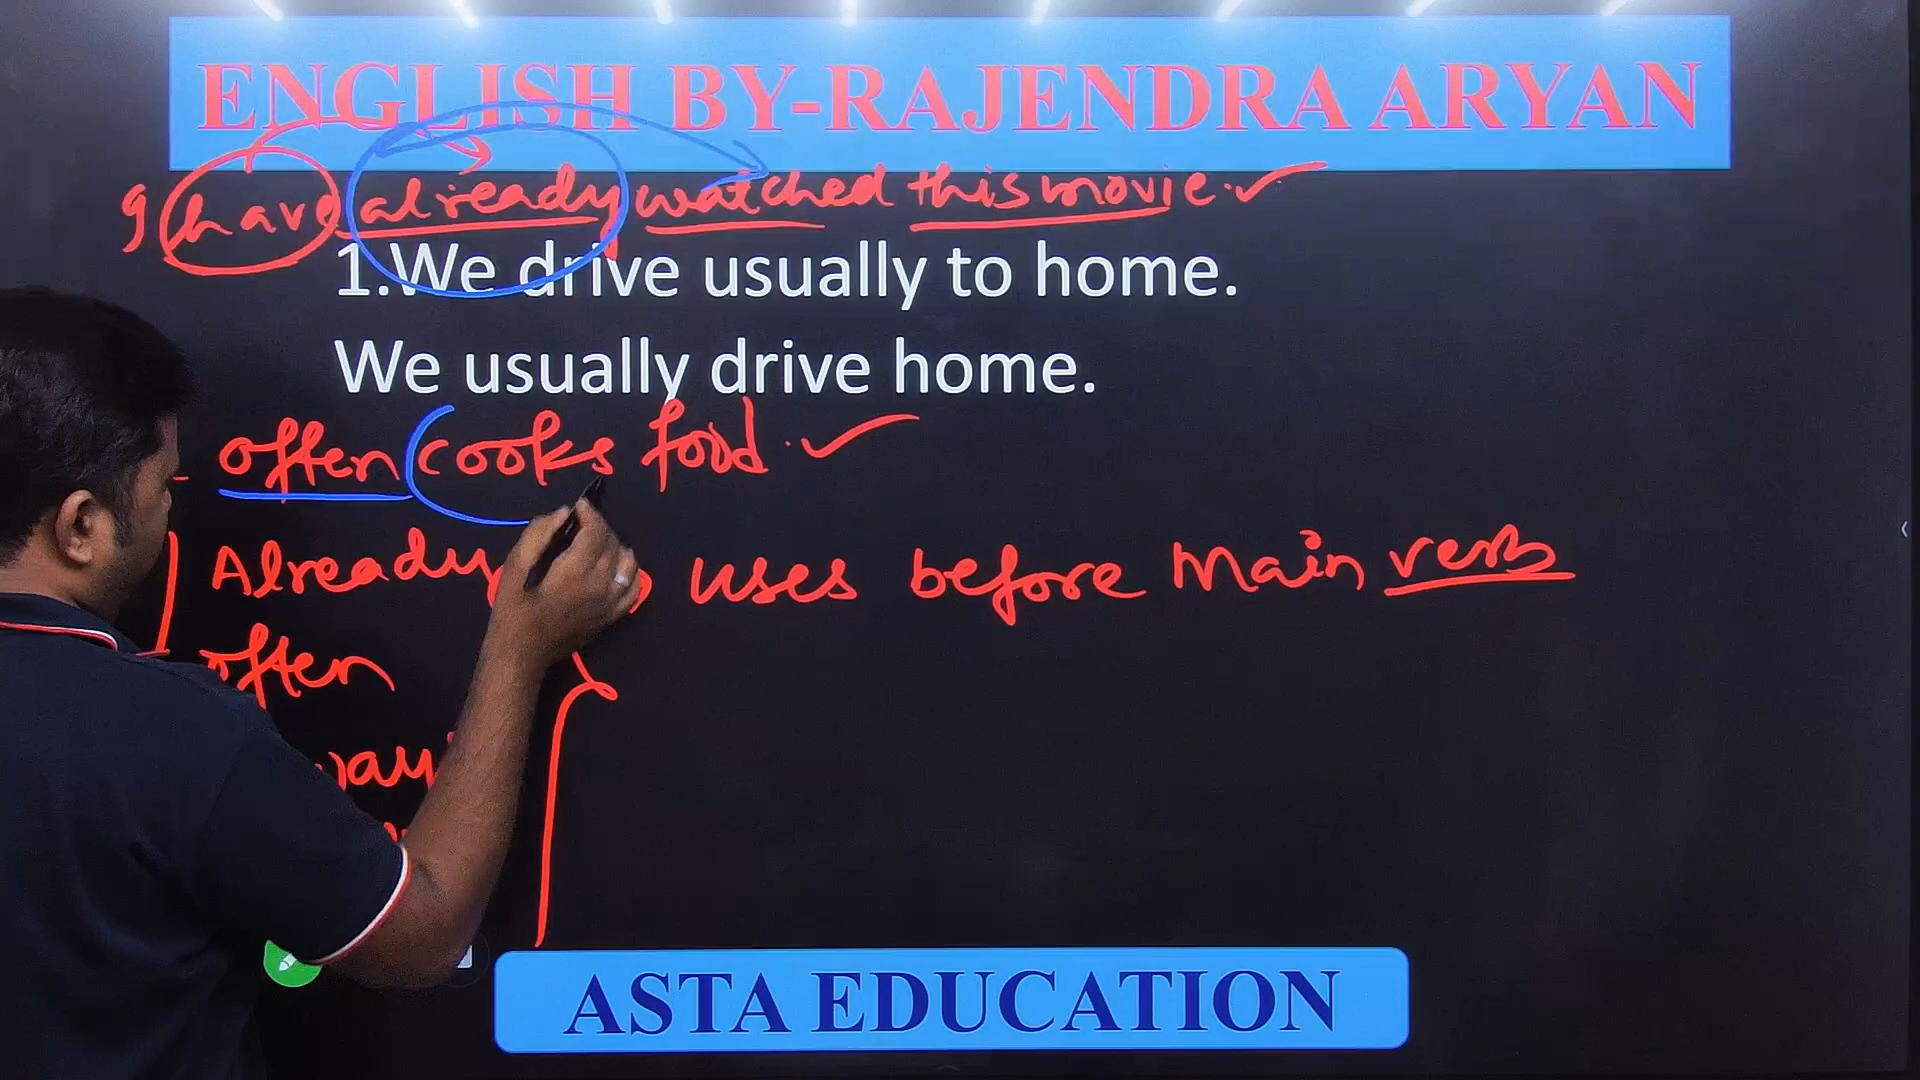 ENGLISH BY-RAJENDRA ARYAN
I have already watched this movie.
1.We drive usually to home.
We usually drive home.
often cooks food.
Already uses before Main verb
often
ASTA EDUCATION